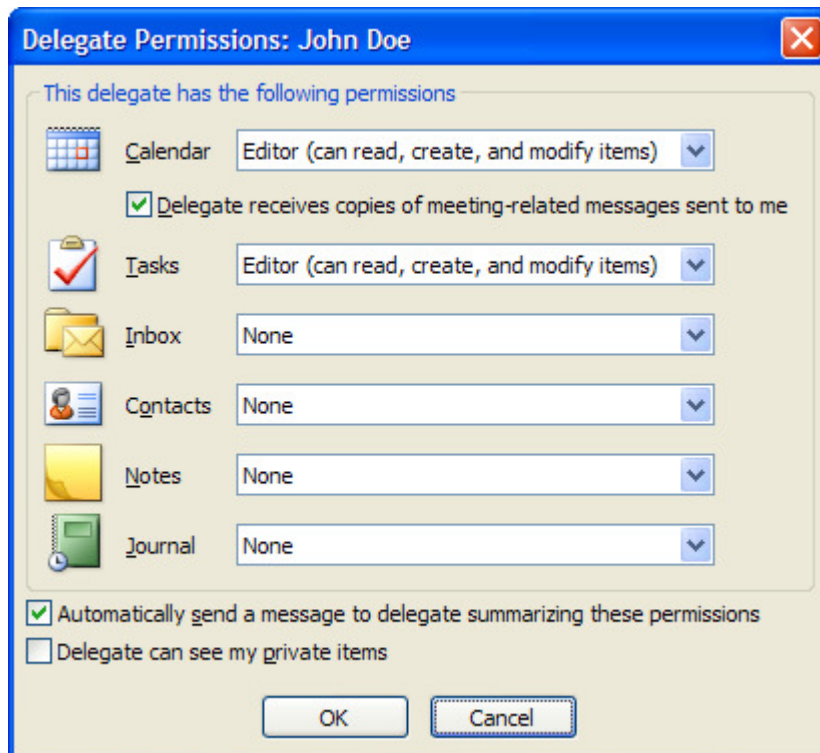 Delegate Permissions: John Doe
This delegate has the following permissions
Calendar Editor (can read, create, and modify items)
Delegate receives copies of meeting-related messages sent to me
Tasks Editor (can read, create, and modify items)
Inbox None
Contacts None
Notes None
Journal None
Automatically send a message to delegate summarizing these permissions
Delegate can see my private items
OK Cancel